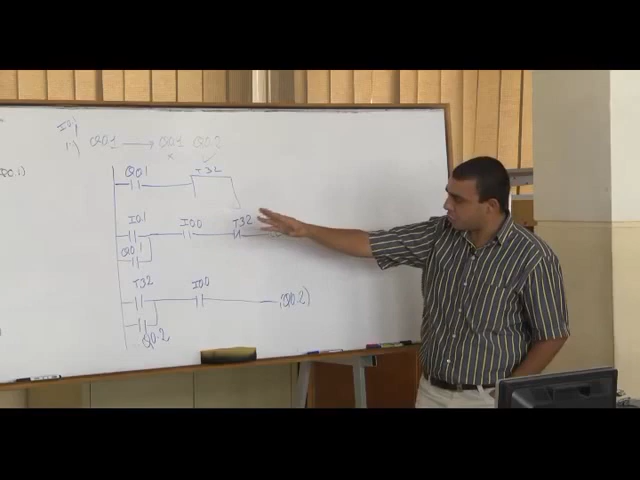 I0.1
Q0.1 → Q0.1 Q0.2
Q0.1 T32
I0.1 I0.0 T32
Q0.1
T32 I0.0 (Q0.2)
Q0.2